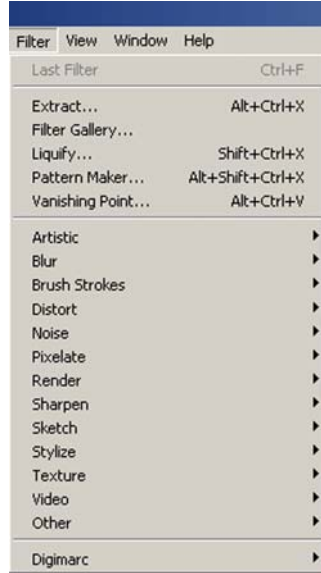 Filter View Window Help
Last Filter Ctrl+F
Extract... Alt+Ctrl+X
Filter Gallery...
Liquify... Shift+Ctrl+X
Pattern Maker... Alt+Shift+Ctrl+X
Vanishing Point... Alt+Ctrl+V
Artistic
Blur
Brush Strokes
Distort
Noise
Pixelate
Render
Sharpen
Sketch
Stylize
Texture
Video
Other
Digimarc